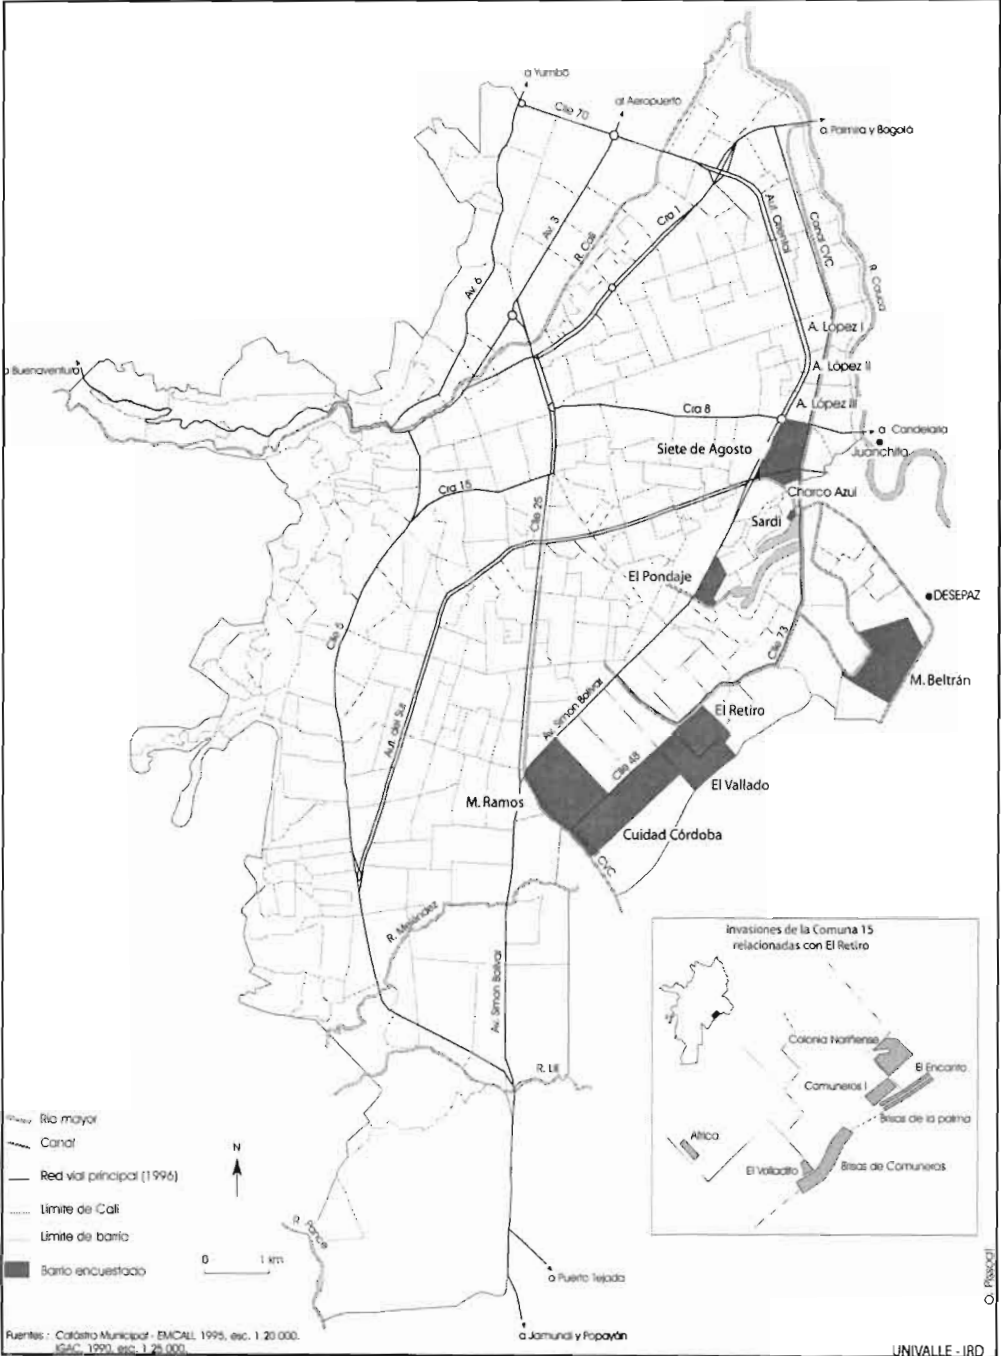 a Yumbo
Clle 70
al Aeropuerto
a Palmira y Bogotá
Av. 3
R. Cali
Cra 1
Aut. Oriental
Canal CVC
R. Cauca
Av. 6
A. López I
a Buenaventura
A. López II
A. López III
Cra 8
a Candelaria
Siete de Agosto
Juanchito
Cra 15
Charco Azul
Clle 25
Sardi
El Pondaje
DESEPAZ
Clle 5
Clle 73
M. Beltrán
Av. Simon Bolivar
El Retiro
Aut. del Sur
Clle 48
El Vallado
M. Ramos
Cuidad Córdoba
CVC
R. Meléndez
Av. Simon Bolivar
R. Lili
Invasiones de la Comuna 15
relacionadas con El Retiro
Colonia Nariñense
El Encanto
Comuneros I
Brisas de la palma
Africa
El Valladito
Brisas de Comuneros
Río mayor
Canal
Red vial principal (1996)
Límite de Cali
Límite de barrio
Barrio encuestado
N
0 1 km
R. Pance
a Puerto Tejada
a Jamundi y Popayán
O. Pissoat
Fuentes : Catástro Municipal - EMCALI, 1995, esc. 1:20 000.
IGAC, 1990, esc. 1:25 000.
UNIVALLE - IRD